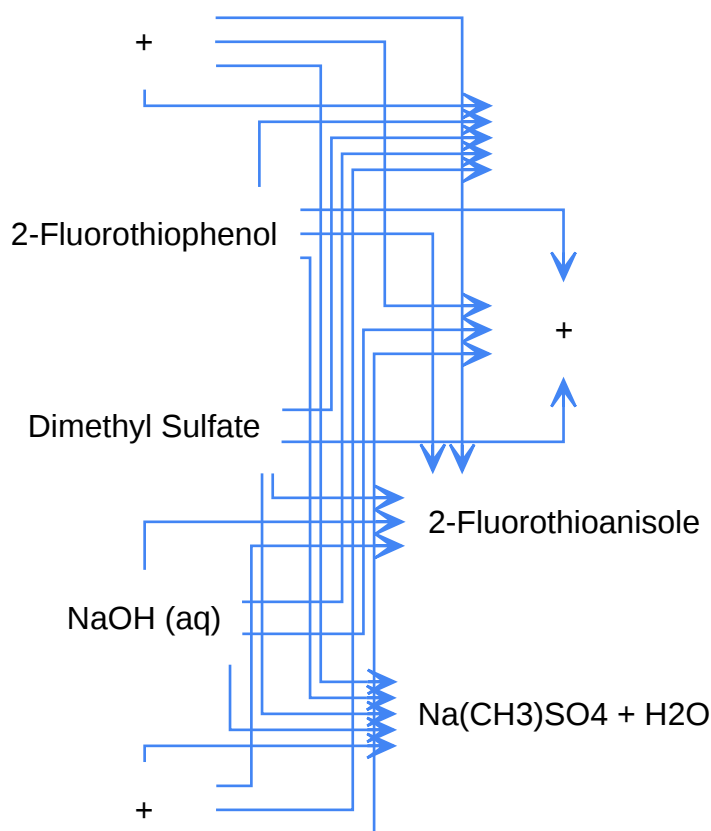 +
2-Fluorothiophenol
+
Dimethyl Sulfate
2-Fluorothioanisole
NaOH (aq)
Na(CH3)SO4 + H2O
+